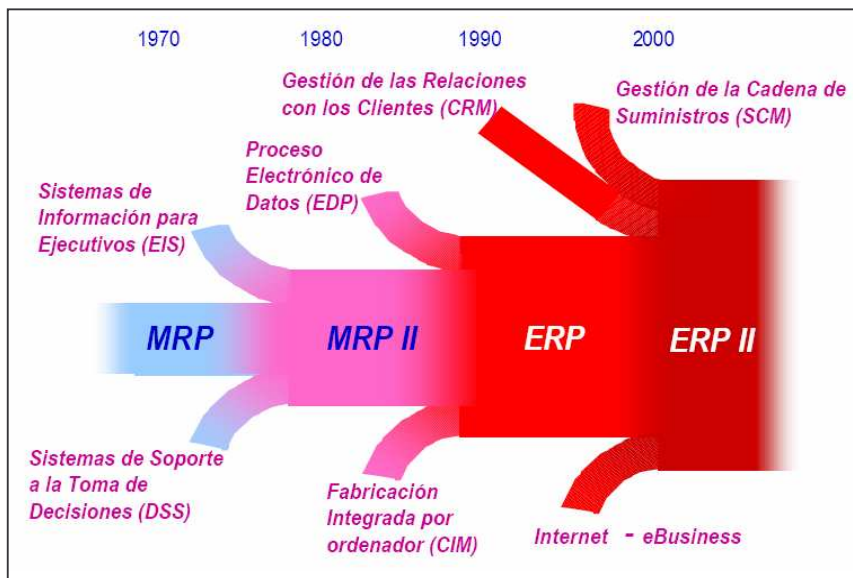 1970 1980 1990 2000
Gestión de las Relaciones
con los Clientes (CRM)
Gestión de la Cadena de
Suministros (SCM)
Proceso
Electrónico de
Datos (EDP)
Sistemas de
Información para
Ejecutivos (EIS)
MRP MRP II ERP ERP II
Sistemas de Soporte
a la Toma de
Decisiones (DSS)
Fabricación
Integrada por
ordenador (CIM)
Internet - eBusiness